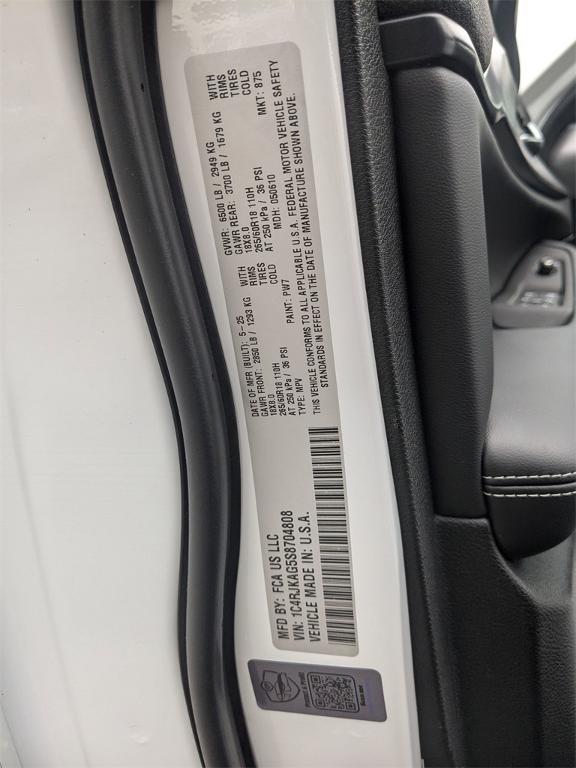 MFD BY: FCA US LLC
VIN: 1C4RJKAG5S8704808
VEHICLE MADE IN: U.S.A.
DATE OF MFR (BUILT): 5-25 GVWR: 6500 LB / 2949 KG
GAWR FRONT: 2850 LB / 1293 KG WITH GAWR REAR: 3700 LB / 1679 KG WITH
18X8.0 RIMS 18X8.0 RIMS
265/60R18 110H TIRES 265/60R18 110H TIRES
AT 250 kPa / 36 PSI COLD AT 250 kPa / 36 PSI COLD
TYPE: MPV PAINT: PW7 MDH: 050610 MKT: 875
THIS VEHICLE CONFORMS TO ALL APPLICABLE U.S.A. FEDERAL MOTOR VEHICLE SAFETY
STANDARDS IN EFFECT ON THE DATE OF MANUFACTURE SHOWN ABOVE.